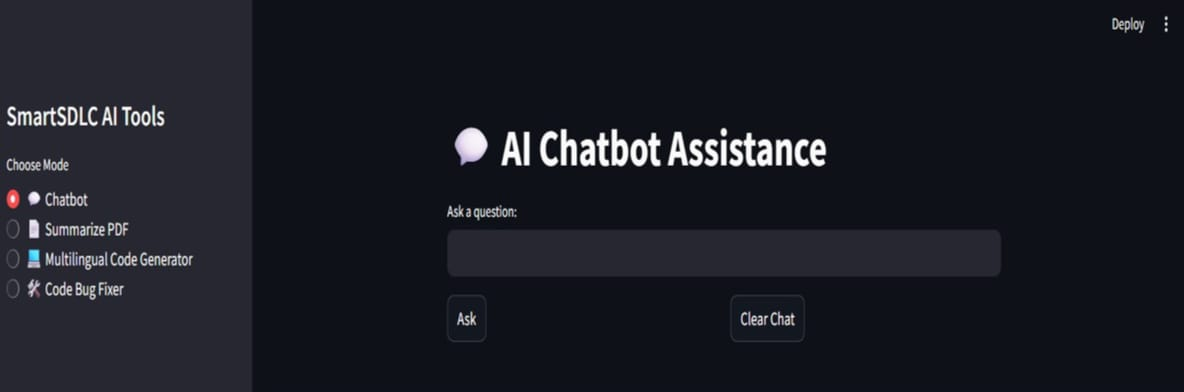 Deploy
SmartSDLC AI Tools
Choose Mode
💬 Chatbot
📄 Summarize PDF
💻 Multilingual Code Generator
🛠 Code Bug Fixer
💬 AI Chatbot Assistance
Ask a question:
Ask
Clear Chat